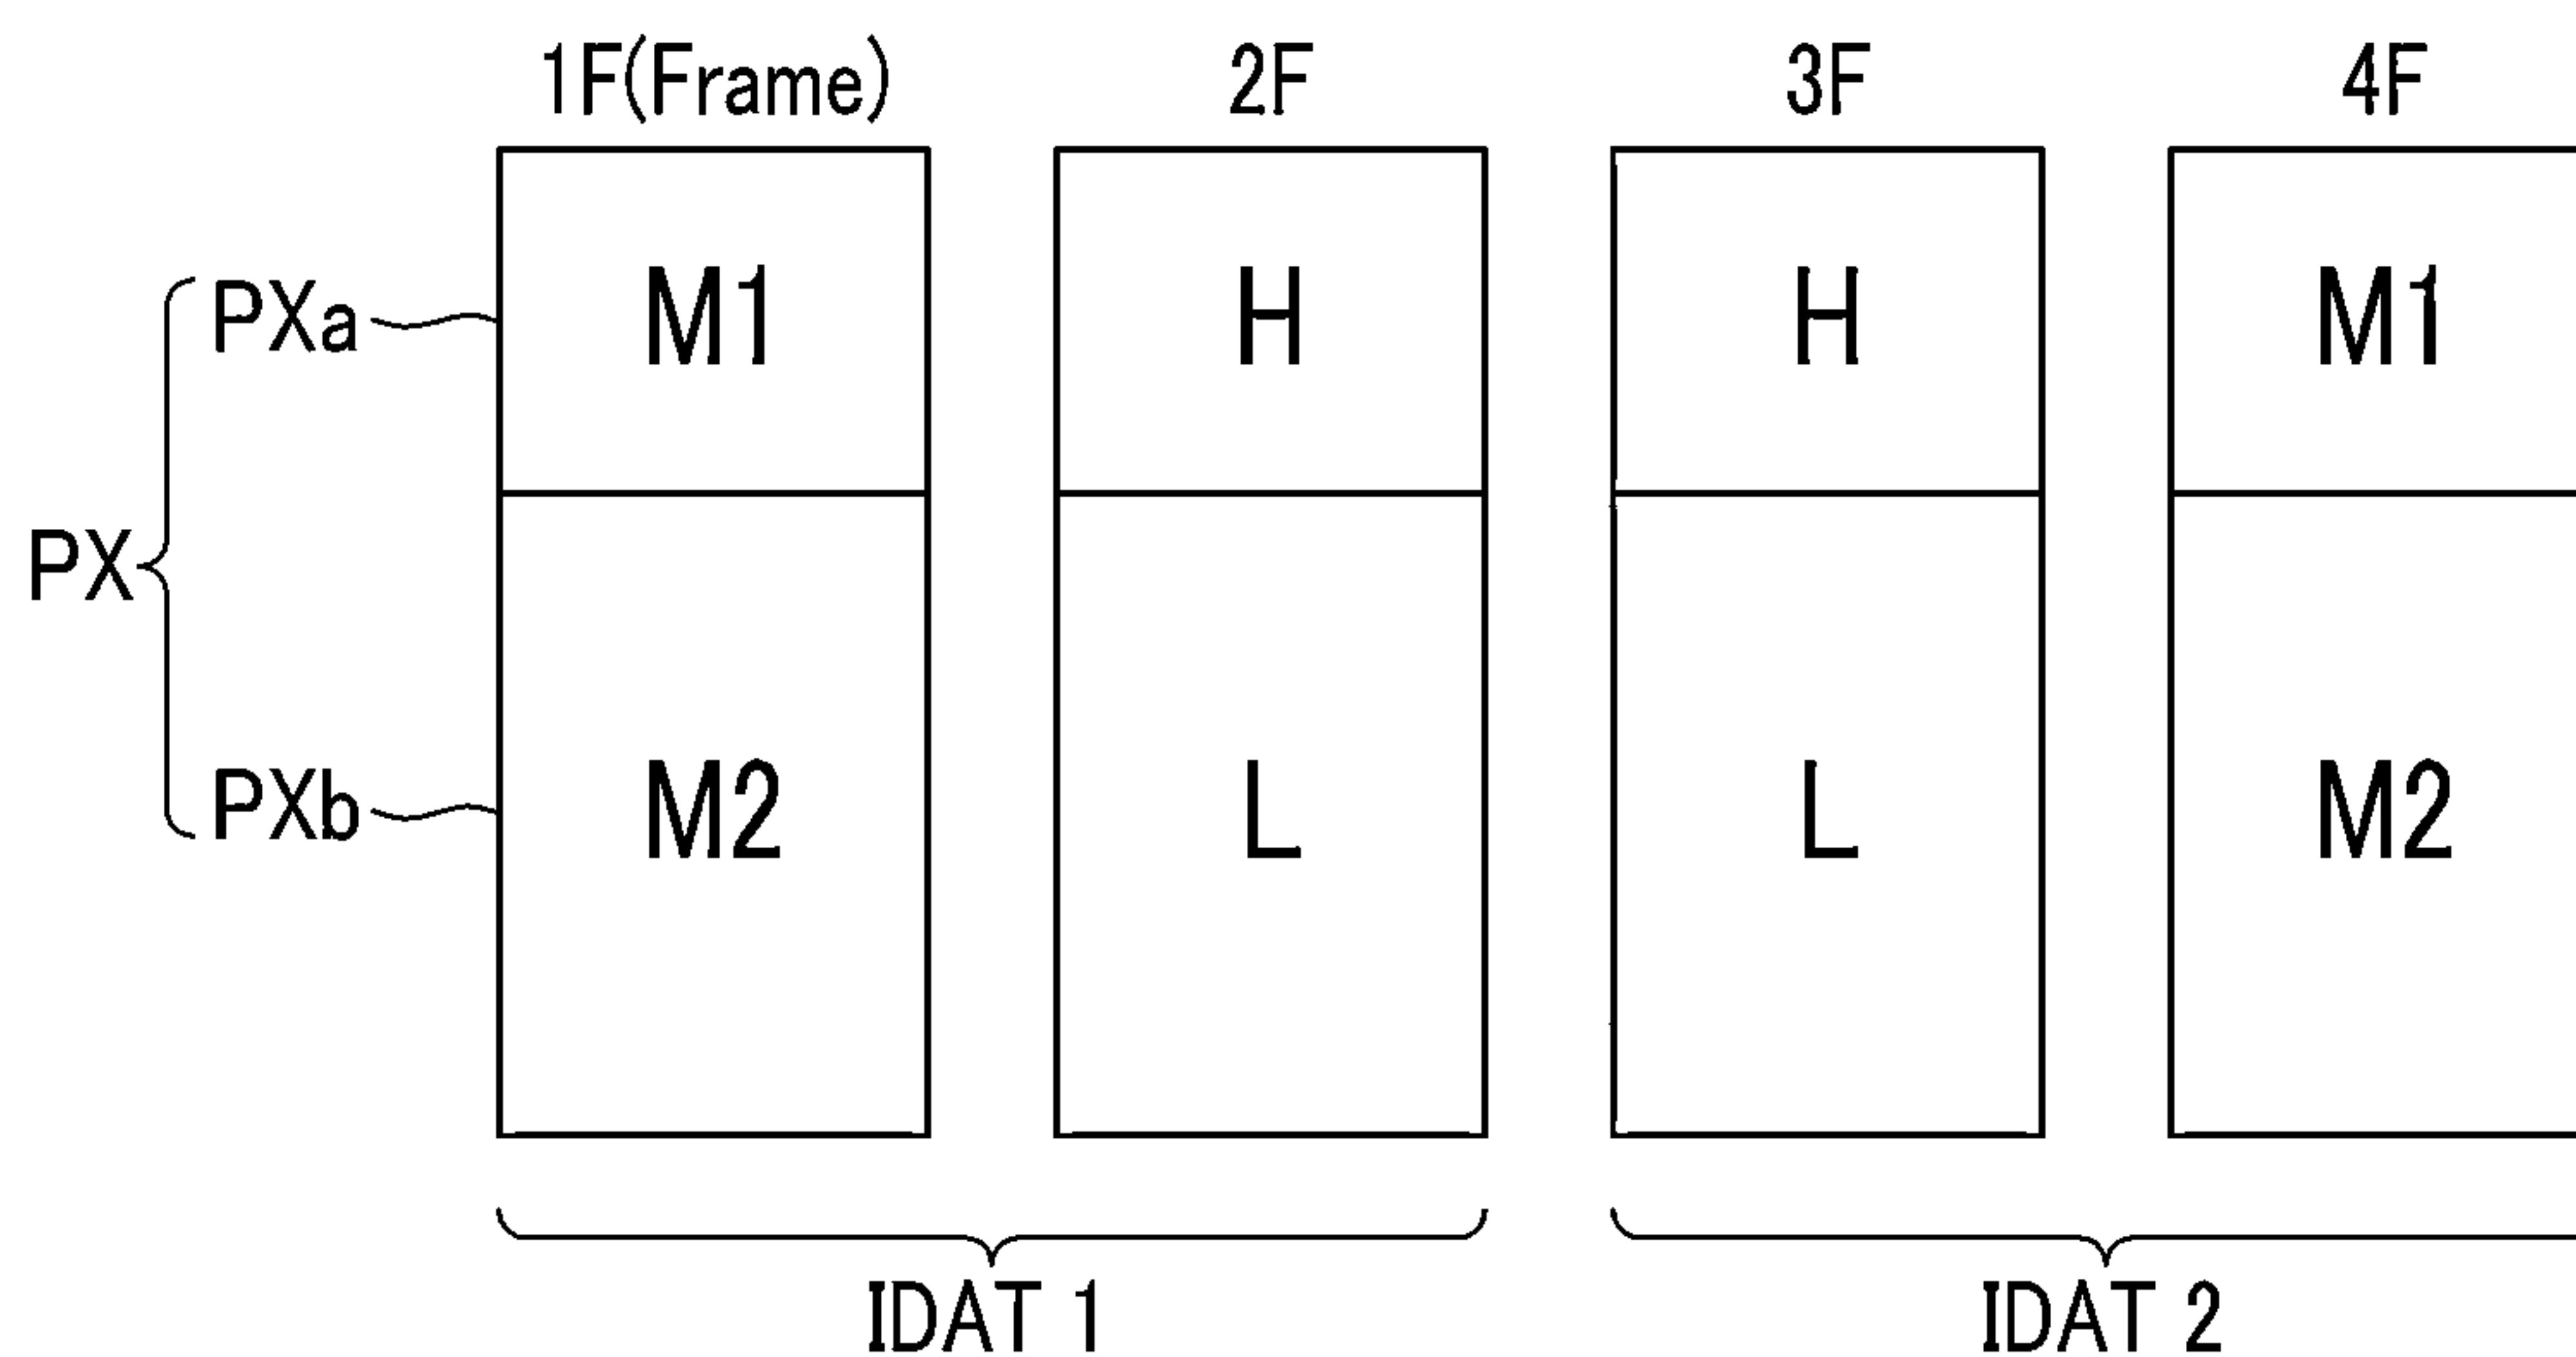 1F(Frame) 2F 3F 4F
PXa M1 H H M1
PX
PXb M2 L L M2
IDAT 1 IDAT 2